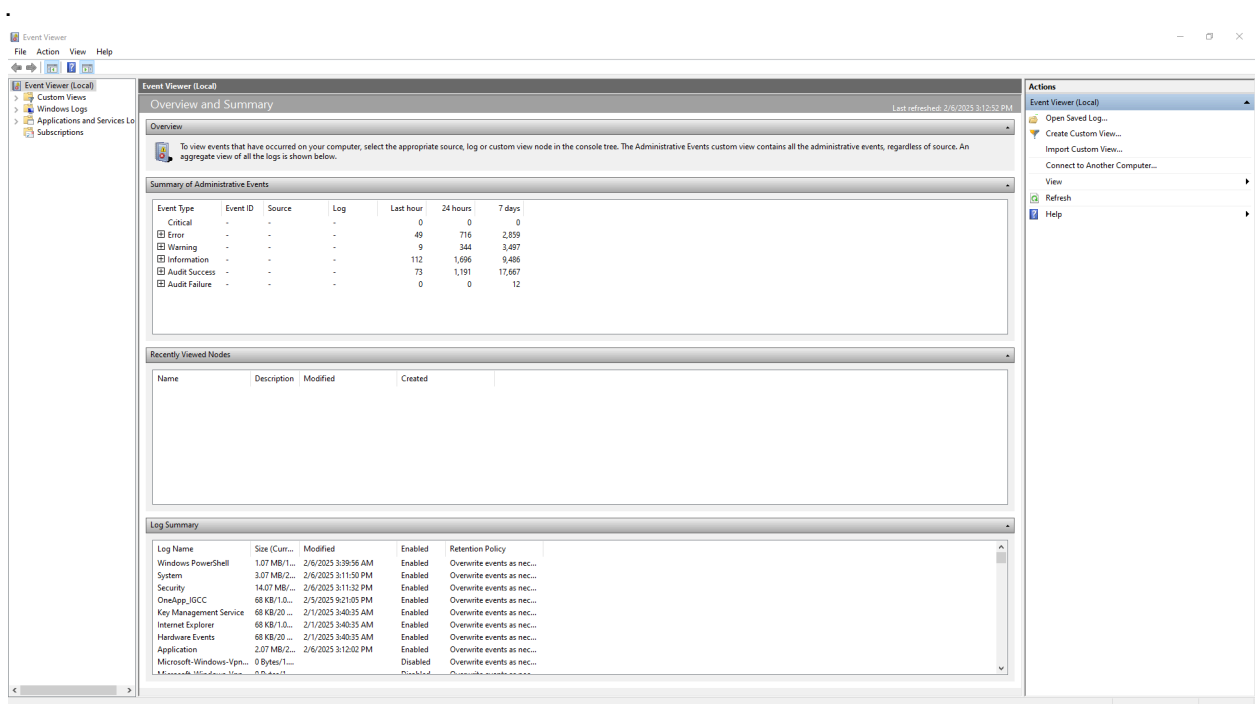 .
Event Viewer
File Action View Help
Event Viewer (Local)
Custom Views
Windows Logs
Applications and Services Lo
Subscriptions
Event Viewer (Local)
Overview and Summary
Last refreshed: 2/6/2025 3:12:52 PM
Overview
To view events that have occurred on your computer, select the appropriate source, log or custom view node in the console tree. The Administrative Events custom view contains all the administrative events, regardless of source. An
aggregate view of all the logs is shown below.
Summary of Administrative Events
Event Type Event ID Source Log Last hour 24 hours 7 days
Critical - - - 0 0 0
Error - - - 49 716 2,859
Warning - - - 9 344 3,497
Information - - - 112 1,696 9,486
Audit Success - - - 73 1,191 17,667
Audit Failure - - - 0 0 12
Recently Viewed Nodes
Name Description Modified Created
Log Summary
Log Name Size (Curr... Modified Enabled Retention Policy
Windows PowerShell 1.07 MB/1... 2/6/2025 3:39:56 AM Enabled Overwrite events as nec...
System 3.07 MB/2... 2/6/2025 3:11:50 PM Enabled Overwrite events as nec...
Security 14.07 MB/... 2/6/2025 3:11:32 PM Enabled Overwrite events as nec...
OneApp_IGCC 68 KB/1.0... 2/5/2025 9:21:05 PM Enabled Overwrite events as nec...
Key Management Service 68 KB/20 ... 2/1/2025 3:40:35 AM Enabled Overwrite events as nec...
Internet Explorer 68 KB/1.0... 2/1/2025 3:40:35 AM Enabled Overwrite events as nec...
Hardware Events 68 KB/20 ... 2/1/2025 3:40:35 AM Enabled Overwrite events as nec...
Application 2.07 MB/2... 2/6/2025 3:12:02 PM Enabled Overwrite events as nec...
Microsoft-Windows-Vpn... 0 Bytes/1.... Disabled Overwrite events as nec...
Actions
Event Viewer (Local)
Open Saved Log...
Create Custom View...
Import Custom View...
Connect to Another Computer...
View
Refresh
Help